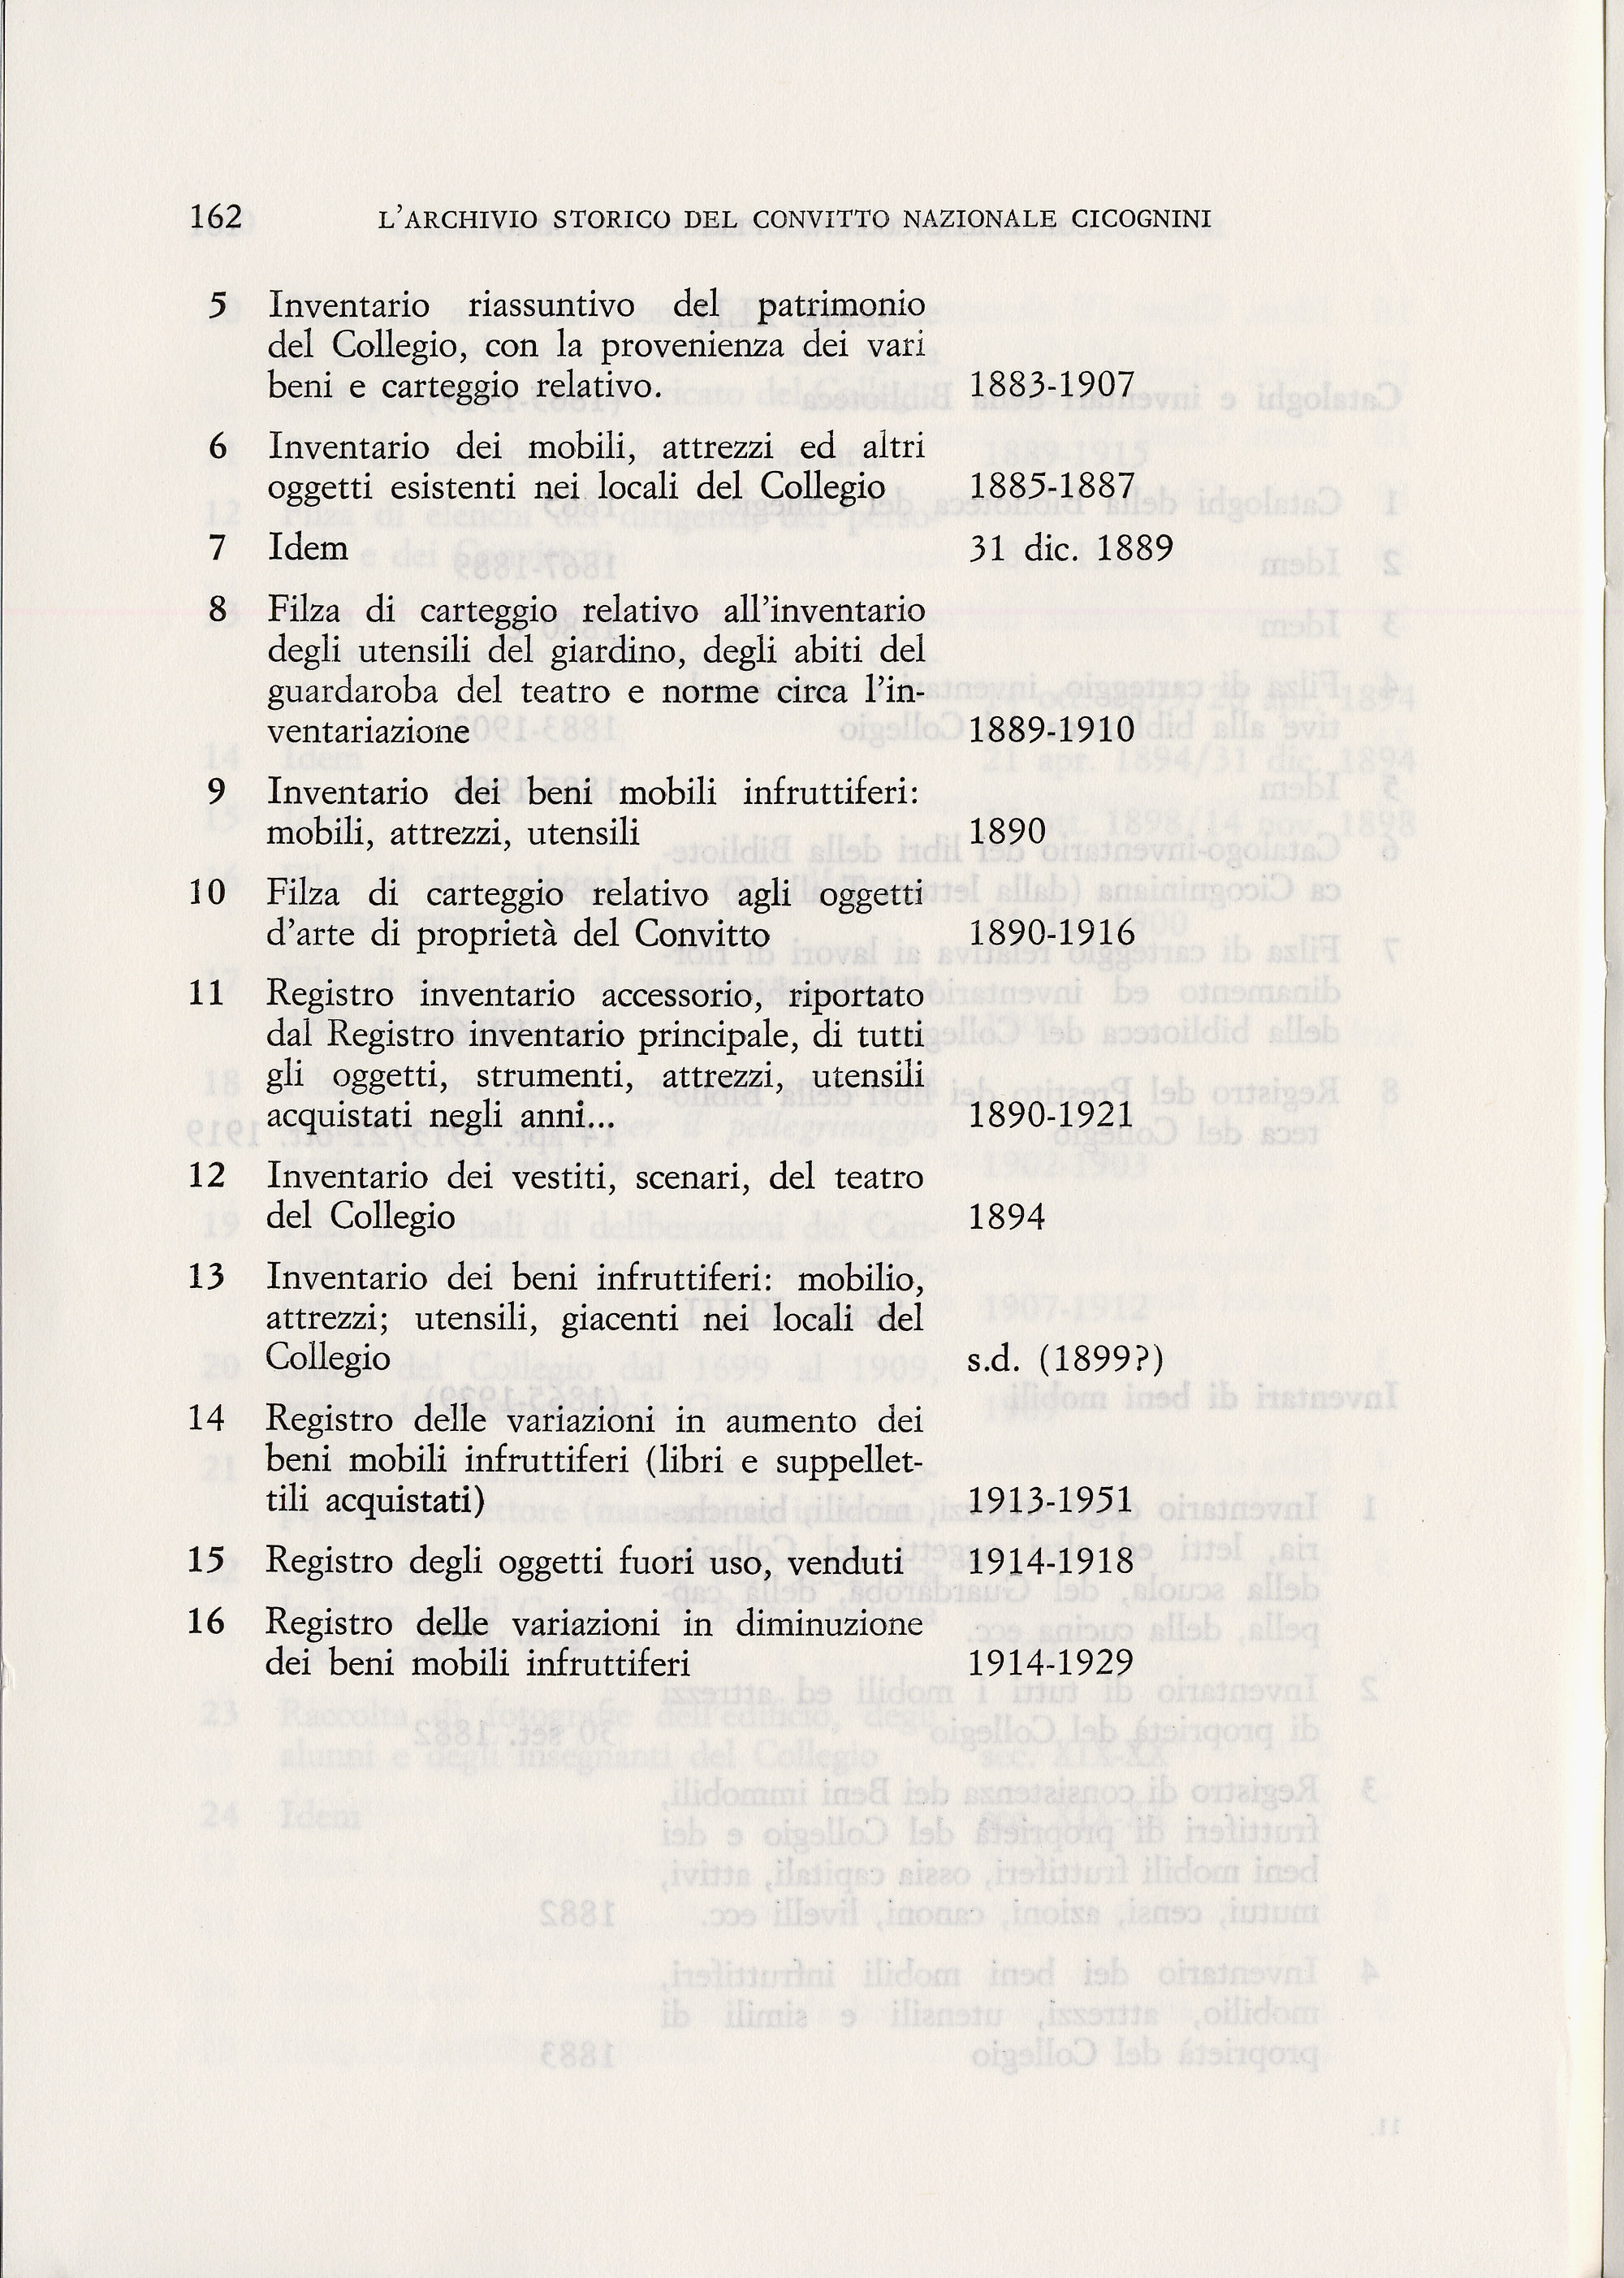 162 L'ARCHIVIO STORICO DEL CONVITTO NAZIONALE CICOGNINI
5 Inventario riassuntivo del patrimonio
del Collegio, con la provenienza dei vari
beni e carteggio relativo. 1883-1907
6 Inventario dei mobili, attrezzi ed altri
oggetti esistenti nei locali del Collegio 1885-1887
7 Idem 31 dic. 1889
8 Filza di carteggio relativo all'inventario
degli utensili del giardino, degli abiti del
guardaroba del teatro e norme circa l'in-
ventariazione 1889-1910
9 Inventario dei beni mobili infruttiferi:
mobili, attrezzi, utensili 1890
10 Filza di carteggio relativo agli oggetti
d'arte di proprietà del Convitto 1890-1916
11 Registro inventario accessorio, riportato
dal Registro inventario principale, di tutti
gli oggetti, strumenti, attrezzi, utensili
acquistati negli anni... 1890-1921
12 Inventario dei vestiti, scenari, del teatro
del Collegio 1894
13 Inventario dei beni infruttiferi: mobilio,
attrezzi; utensili, giacenti nei locali del
Collegio s.d. (1899?)
14 Registro delle variazioni in aumento dei
beni mobili infruttiferi (libri e suppellet-
tili acquistati) 1913-1951
15 Registro degli oggetti fuori uso, venduti 1914-1918
16 Registro delle variazioni in diminuzione
dei beni mobili infruttiferi 1914-1929